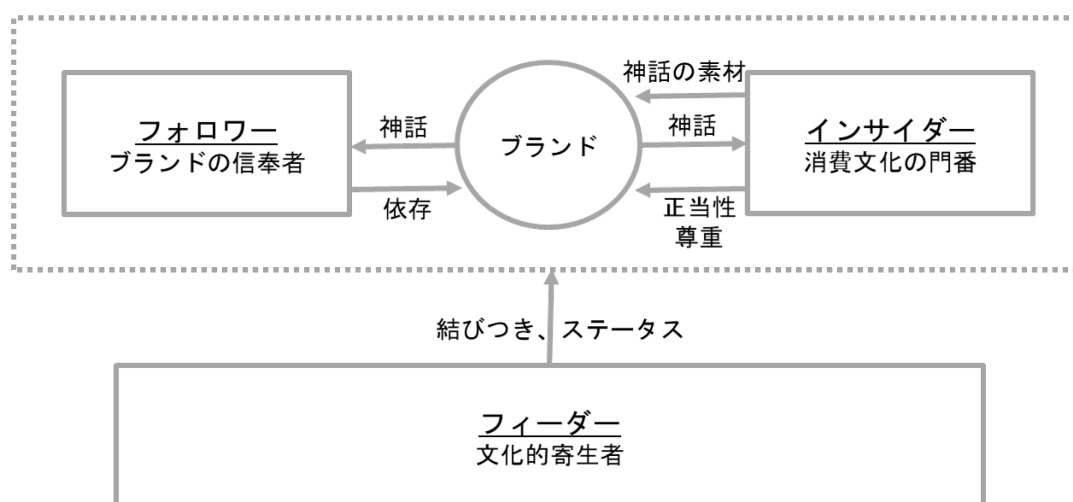 神話の素材
フォロワー
ブランドの信奉者
神話
ブランド
神話
インサイダー
消費文化の門番
依存
正当性
尊重
結びつき、ステータス
フィーダー
文化的寄生者